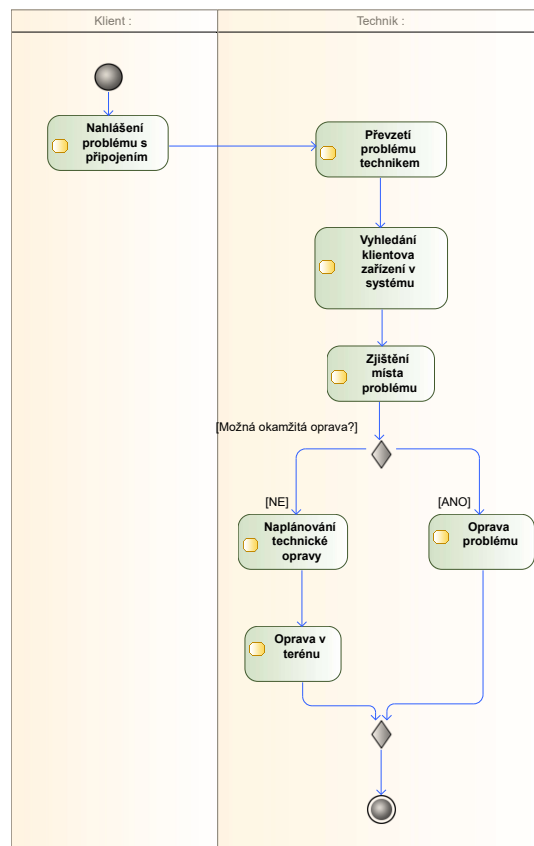 Klient :
Technik :
Nahlášení
problému s
připojením
Převzetí
problému
technikem
Vyhledání
klientova
zařízení v
systému
Zjištění
místa
problému
[Možná okamžitá oprava?]
[NE]
[ANO]
Naplánování
technické
opravy
Oprava
problému
Oprava v
terénu